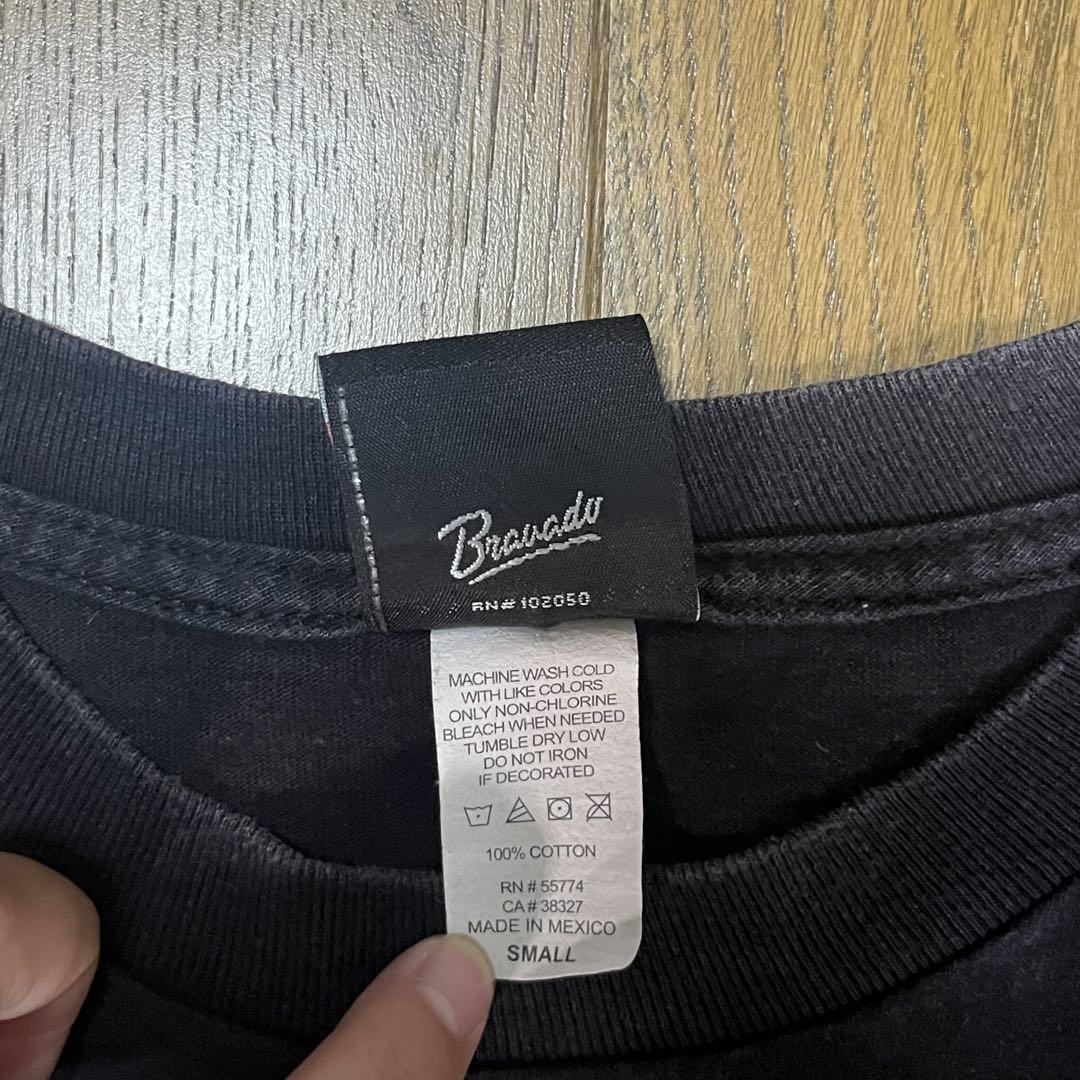 Bravado
RN# 102050
MACHINE WASH COLD
WITH LIKE COLORS
ONLY NON-CHLORINE
BLEACH WHEN NEEDED
TUMBLE DRY LOW
DO NOT IRON
IF DECORATED
100% COTTON
RN # 55774
CA # 38327
MADE IN MEXICO
SMALL